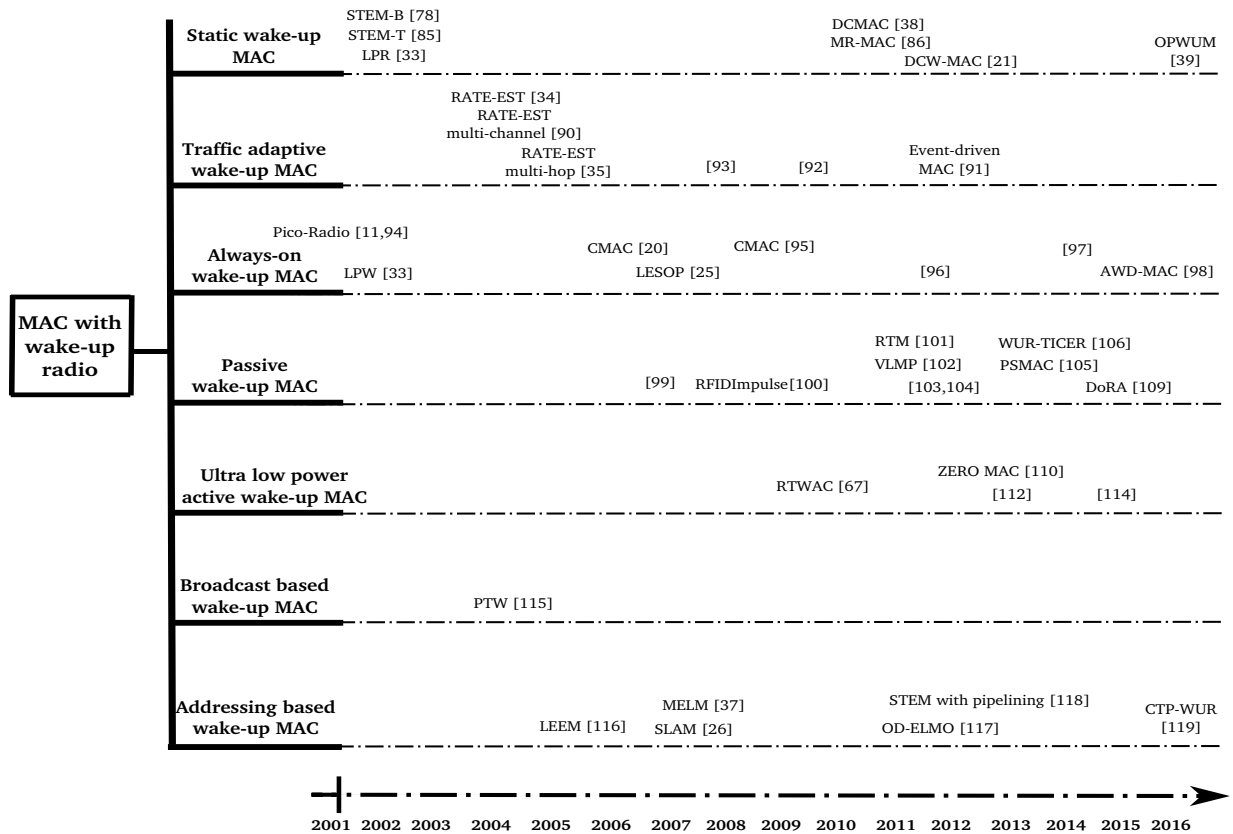 STEM-B [78]
STEM-T [85]
LPR [33]
Static wake-up
MAC
DCMAC [38]
MR-MAC [86]
DCW-MAC [21]
OPWUM
[39]
RATE-EST [34]
RATE-EST
multi-channel [90]
RATE-EST
multi-hop [35]
Traffic adaptive
wake-up MAC
[93]
[92]
Event-driven
MAC [91]
Pico-Radio [11,94]
Always-on
wake-up MAC
LPW [33]
CMAC [20]
LESOP [25]
CMAC [95]
[96]
[97]
AWD-MAC [98]
MAC with
wake-up
radio
Passive
wake-up MAC
[99]
RFIDImpulse[100]
RTM [101]
VLMP [102]
[103,104]
WUR-TICER [106]
PSMAC [105]
DoRA [109]
Ultra low power
active wake-up MAC
RTWAC [67]
ZERO MAC [110]
[112]
[114]
Broadcast based
wake-up MAC
PTW [115]
Addressing based
wake-up MAC
LEEM [116]
MELM [37]
SLAM [26]
STEM with pipelining [118]
OD-ELMO [117]
CTP-WUR
[119]
2001 2002 2003 2004 2005 2006 2007 2008 2009 2010 2011 2012 2013 2014 2015 2016